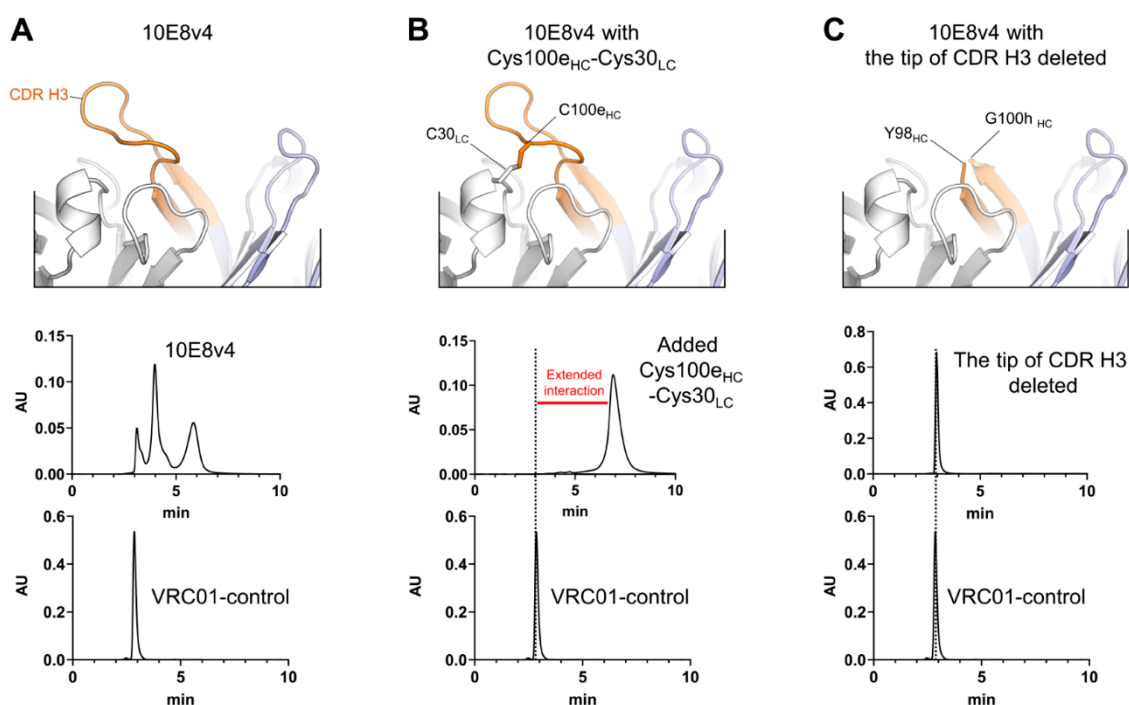 A
10E8v4
CDR H3
B
10E8v4 with
Cys100eHC-Cys30LC
C100eHC
C30LC
C
10E8v4 with
the tip of CDR H3 deleted
Y98HC
G100h HC
0.15
0.10
0.05
0.00
AU
10E8v4
0
5
10
min
0.6
0.4
0.2
0.0
AU
VRC01-control
0
5
10
min
0.15
0.10
0.05
0.00
AU
Extended
interaction
Added
Cys100eHC
-Cys30LC
0
5
10
min
0.6
0.4
0.2
0.0
AU
VRC01-control
0
5
10
min
0.8
0.6
0.4
0.2
0.0
AU
The tip of CDR H3
deleted
0
5
10
min
0.6
0.4
0.2
0.0
AU
VRC01-control
0
5
10
min